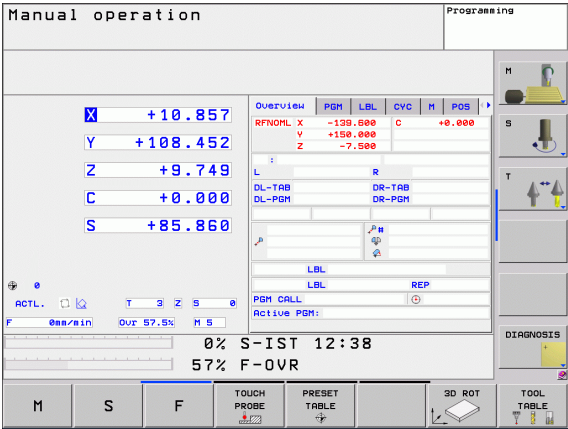 Manual operation
Programming
M
X +10.857
Y +108.452
Z +9.749
C +0.000
S +85.860
Overview PGM LBL CYC M POS
RFNOML X -139.600 C +0.000
Y +150.000
Z -7.500
:
L R
DL-TAB DR-TAB
DL-PGM DR-PGM
#
LBL
LBL REP
PGM CALL
Active PGM:
S
T
0
ACTL. T 3 Z S 0
F 0mm/min Ovr 57.5% M 5
0% S-IST 12:38
57% F-OVR
DIAGNOSIS
M
S
F
TOUCH PROBE
PRESET TABLE
3D ROT
TOOL TABLE